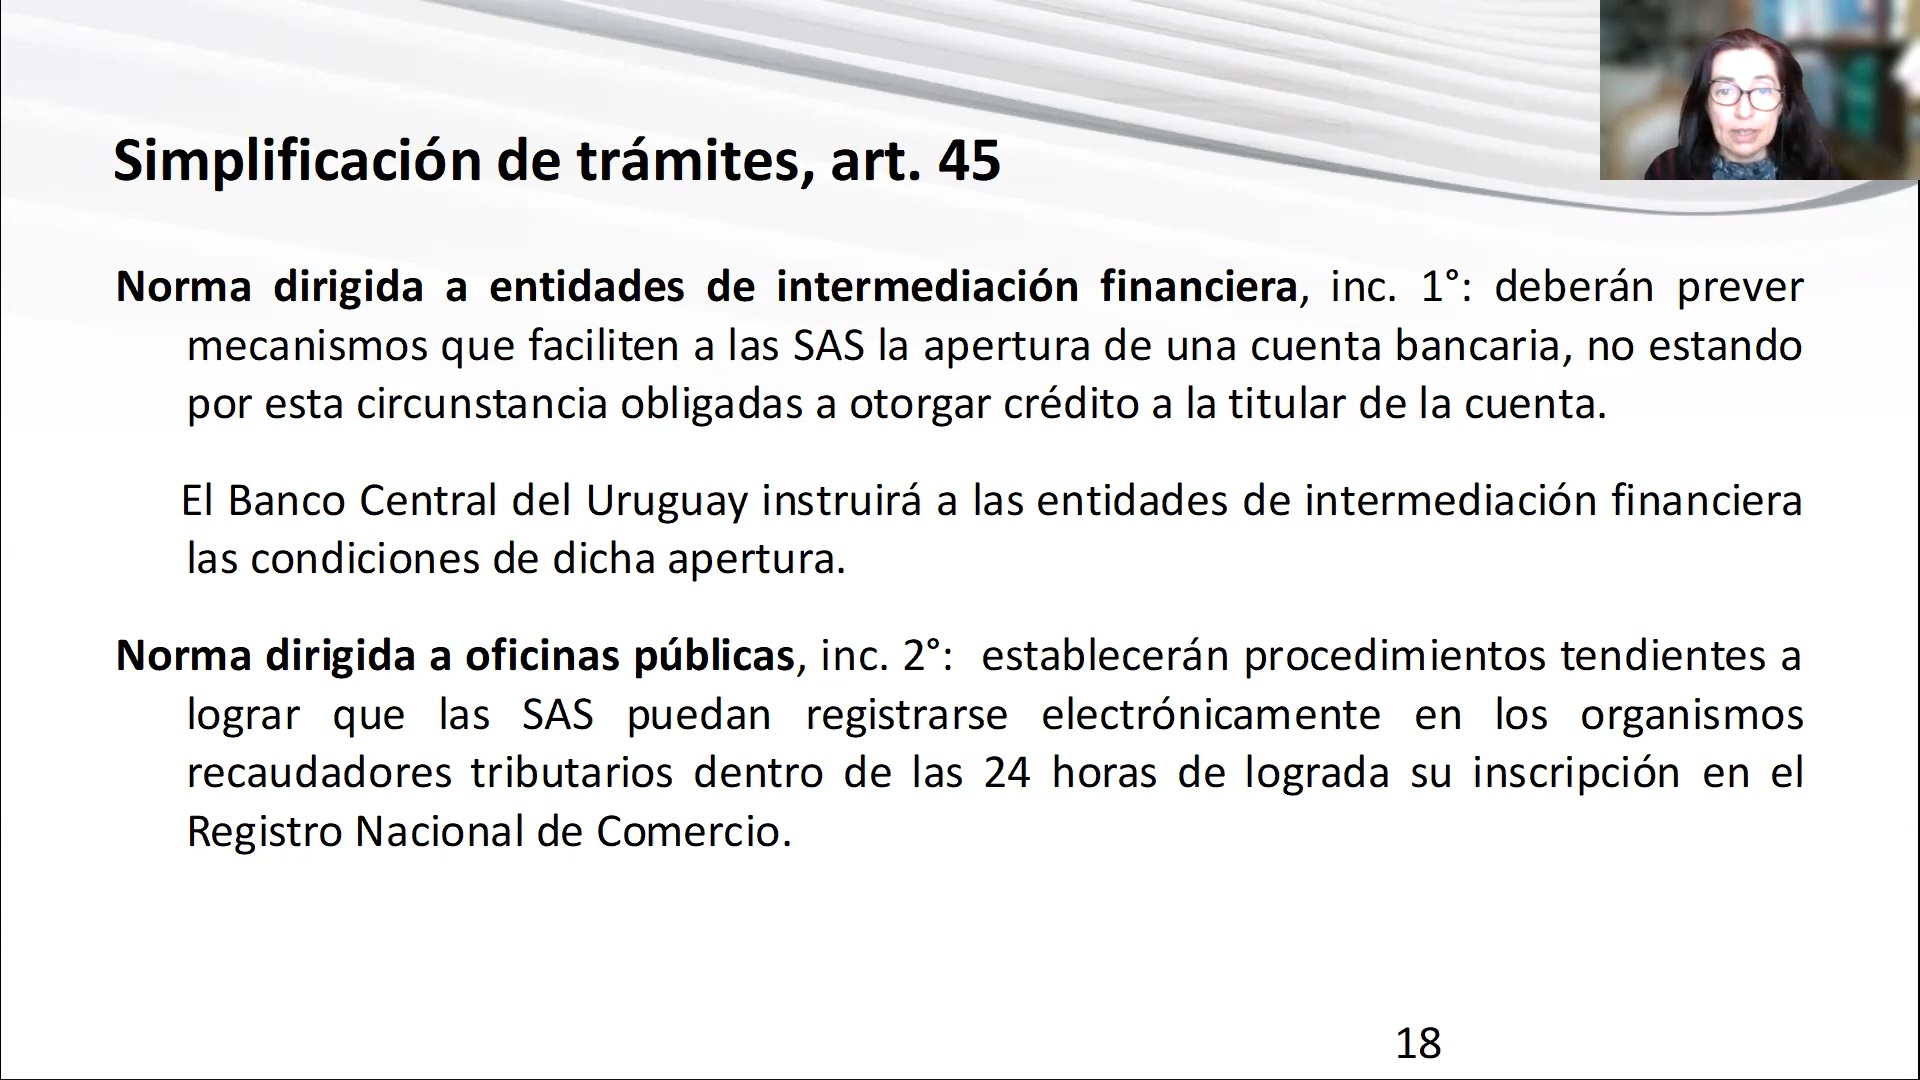 Simplificación de trámites, art. 45
Norma dirigida a entidades de intermediación financiera, inc. 1°: deberán prever
mecanismos que faciliten a las SAS la apertura de una cuenta bancaria, no estando
por esta circunstancia obligadas a otorgar crédito a la titular de la cuenta.
El Banco Central del Uruguay instruirá a las entidades de intermediación financiera
las condiciones de dicha apertura.
Norma dirigida a oficinas públicas, inc. 2°: establecerán procedimientos tendientes a
lograr que las SAS puedan registrarse electrónicamente en los organismos
recaudadores tributarios dentro de las 24 horas de lograda su inscripción en el
Registro Nacional de Comercio.
18